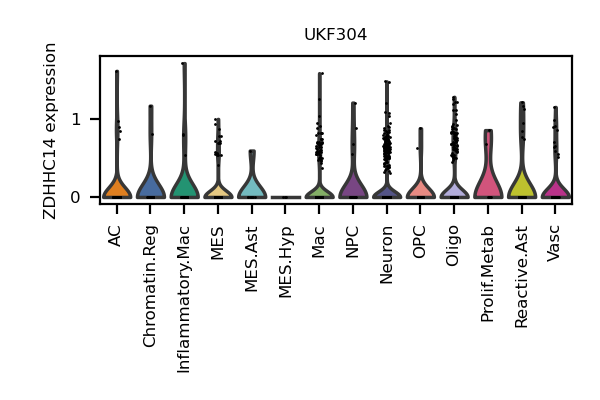 UKF304
ZDHHC14 expression
1
0
AC
Chromatin.Reg
Inflammatory.Mac
MES
MES.Ast
MES.Hyp
Mac
NPC
Neuron
OPC
Oligo
Prolif.Metab
Reactive.Ast
Vasc